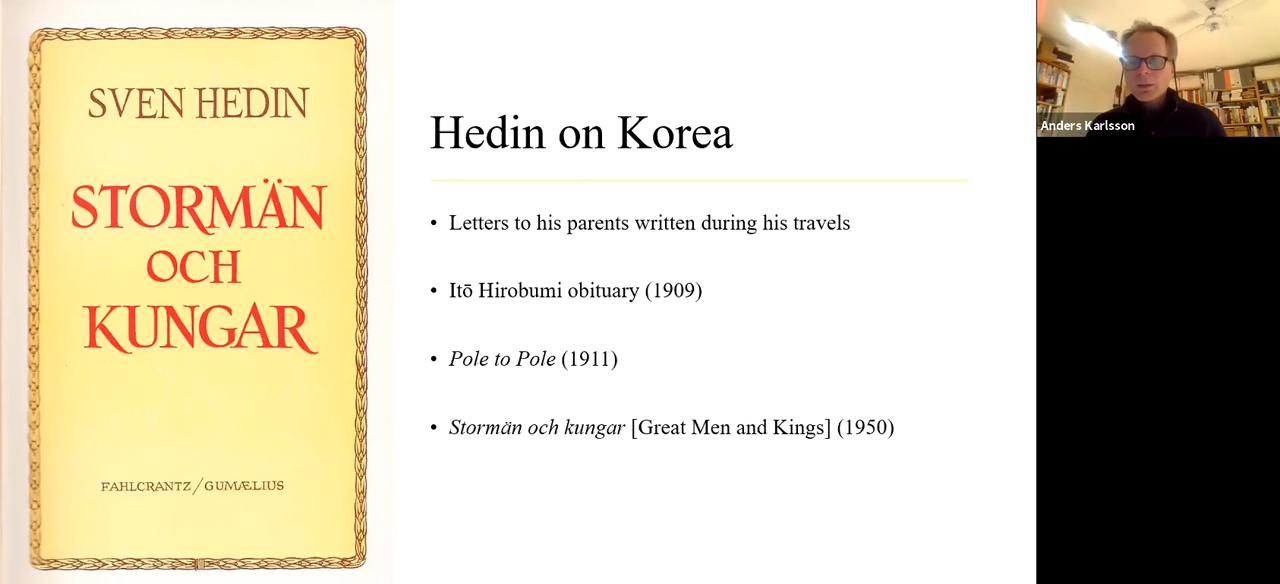 SVEN HEDIN
STORMÄN
OCH
KUNGAR
FAHLCRANTZ/GUMÆLIUS
Hedin on Korea
• Letters to his parents written during his travels
• Itō Hirobumi obituary (1909)
• Pole to Pole (1911)
• Stormän och kungar [Great Men and Kings] (1950)
Anders Karlsson